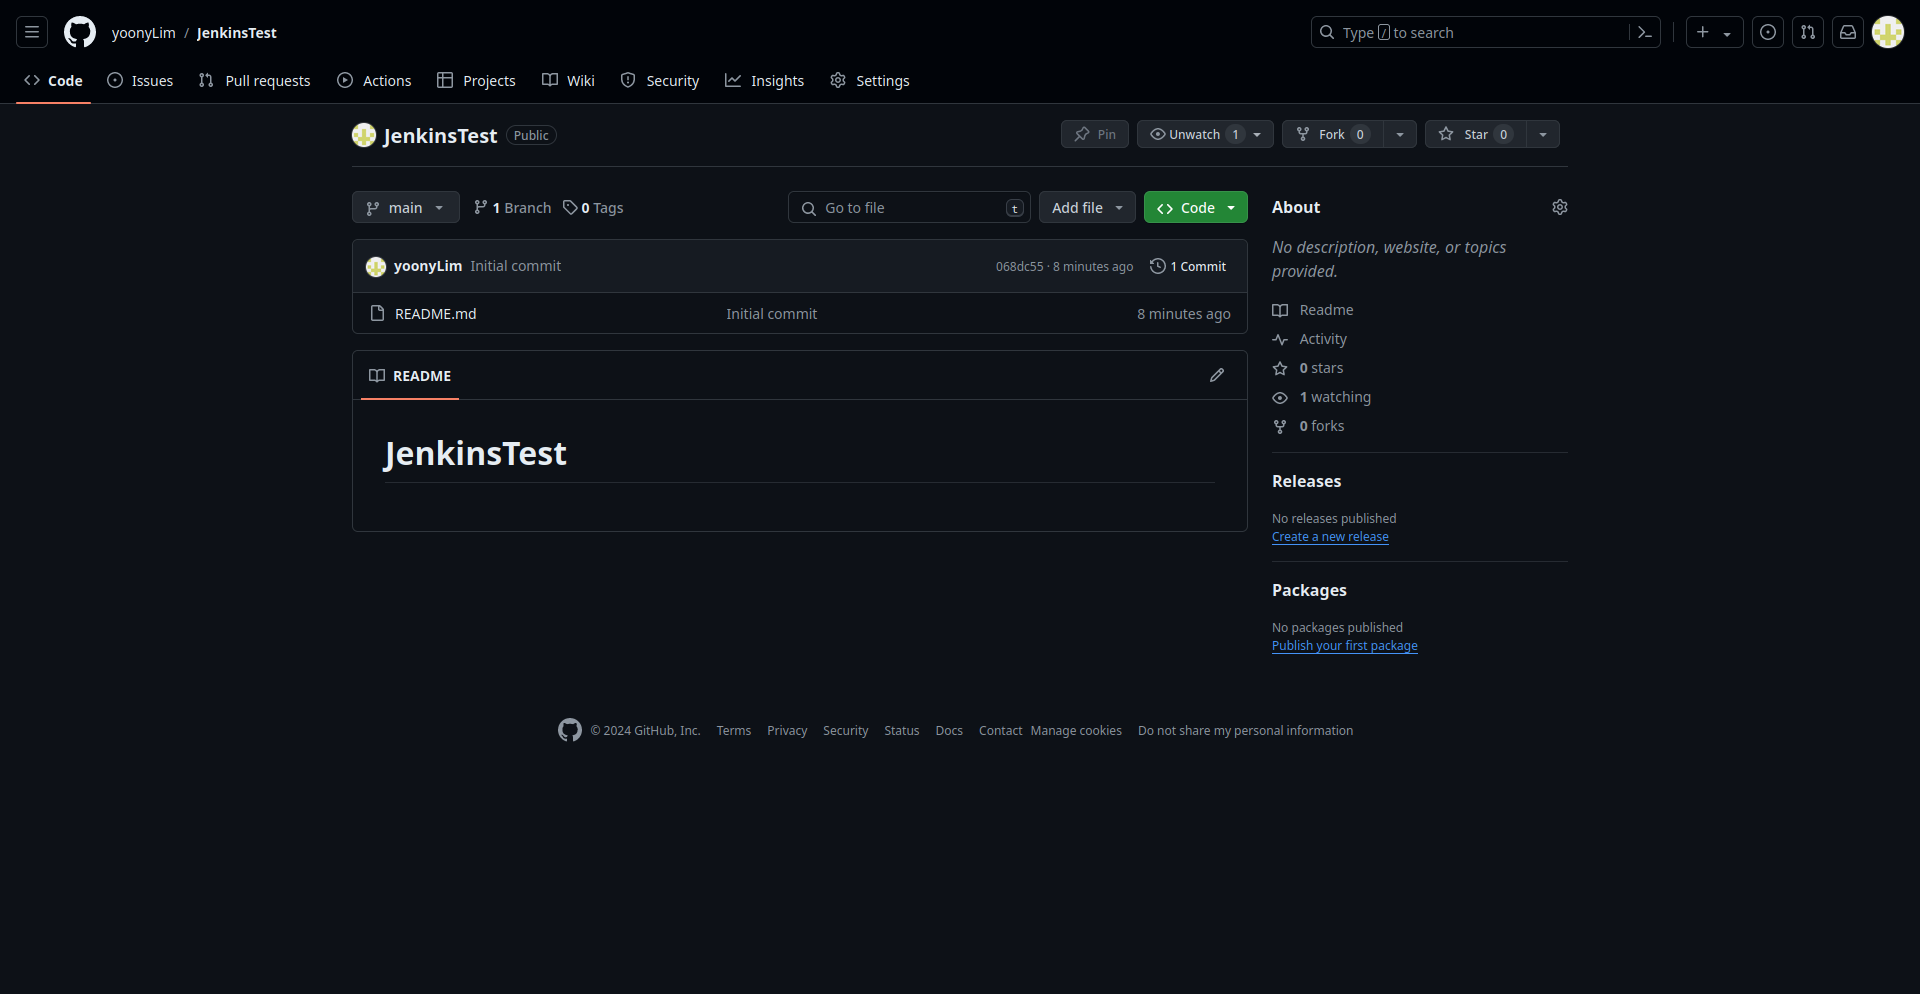 yoonyLim / JenkinsTest
Type / to search
Code Issues Pull requests Actions Projects Wiki Security Insights Settings
JenkinsTest Public
Pin Unwatch 1 Fork 0 Star 0
main 1 Branch 0 Tags Go to file t Add file Code
yoonyLim Initial commit 068dc55 · 8 minutes ago 1 Commit
README.md Initial commit 8 minutes ago
README
JenkinsTest
About
No description, website, or topics
provided.
Readme
Activity
0 stars
1 watching
0 forks
Releases
No releases published
Create a new release
Packages
No packages published
Publish your first package
© 2024 GitHub, Inc. Terms Privacy Security Status Docs Contact Manage cookies Do not share my personal information